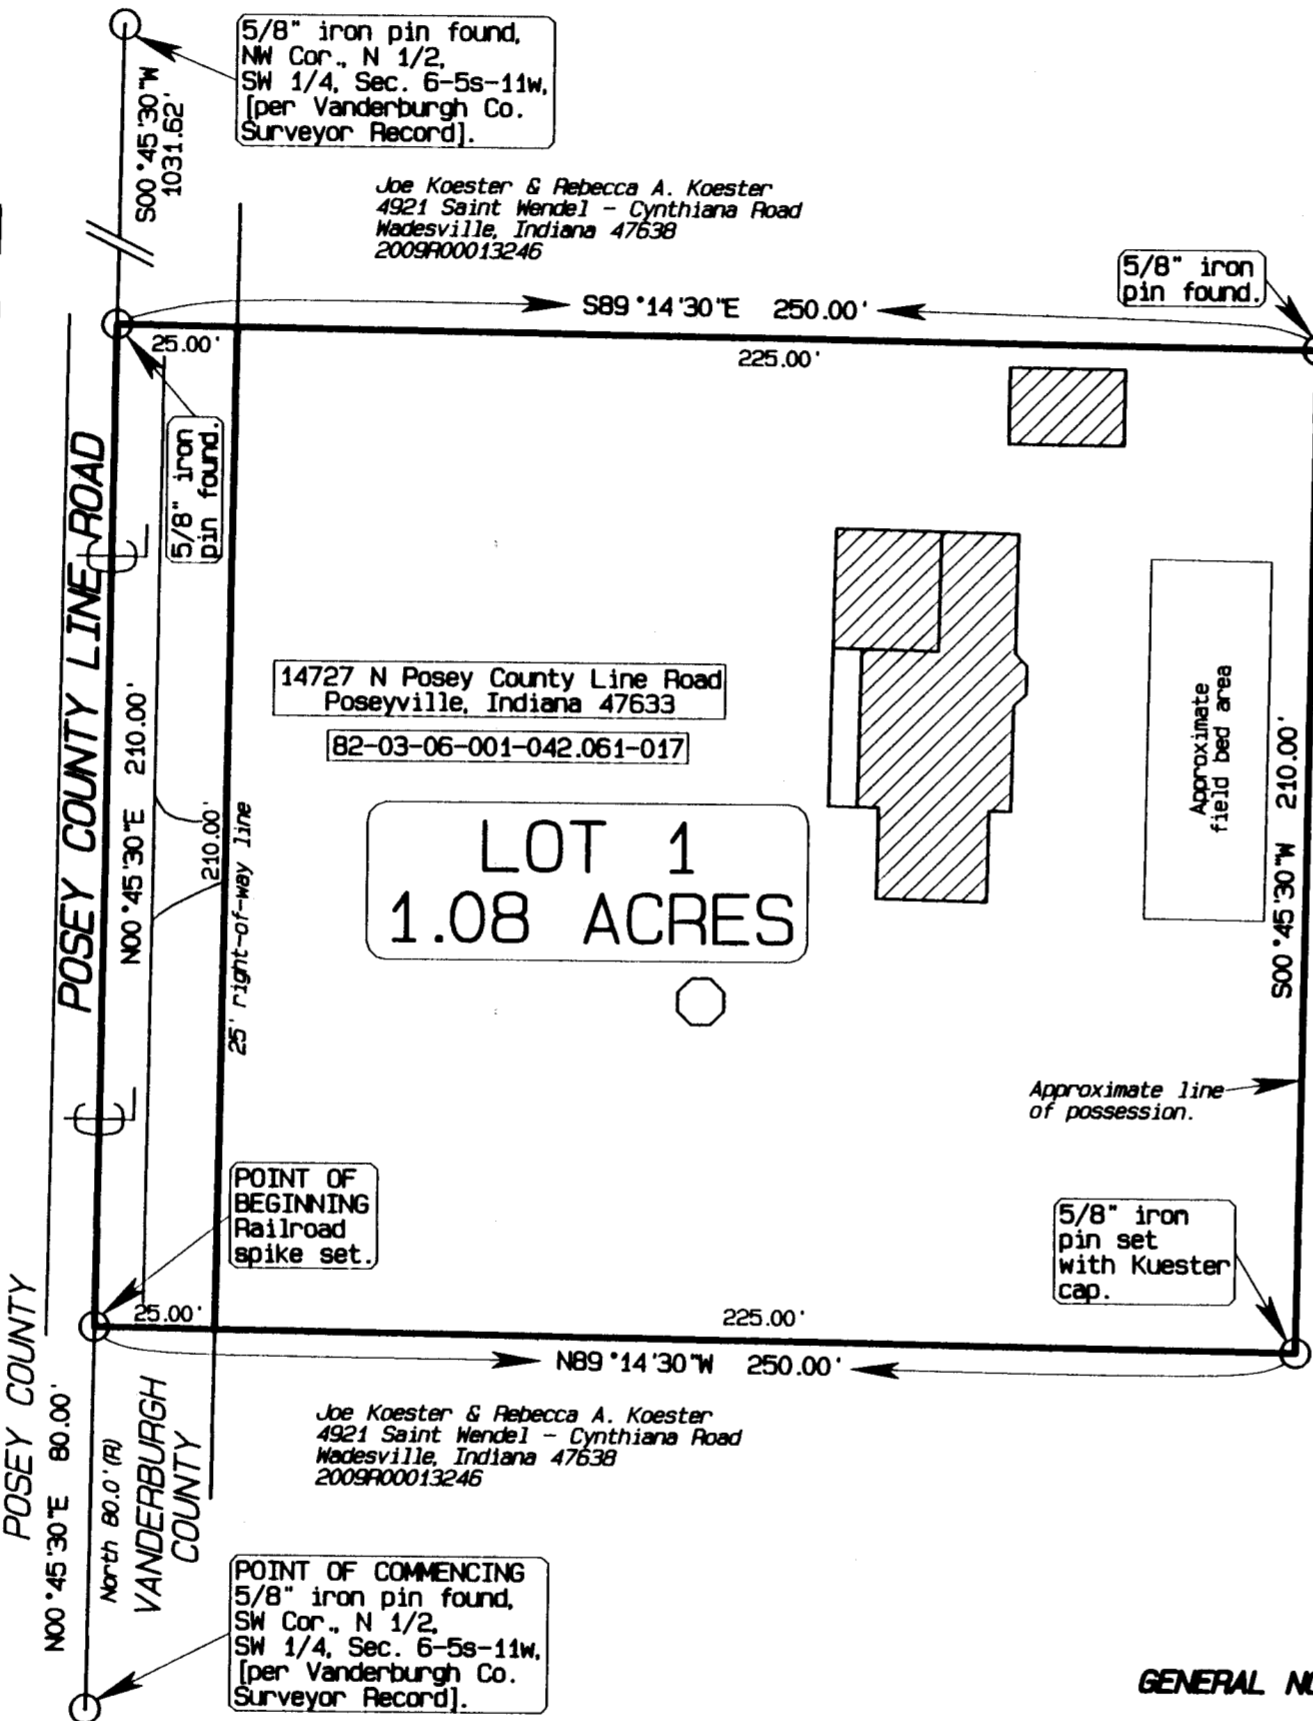 5/8" iron pin found,
NW Cor., N 1/2,
SW 1/4, Sec. 6-5s-11w,
[per Vanderburgh Co.
Surveyor Record].
S00°45'30"W
1031.62'
Joe Koester & Rebecca A. Koester
4921 Saint Wendel - Cynthiana Road
Wadesville, Indiana 47638
2009R00013246
5/8" iron
pin found.
S89°14'30"E 250.00'
25.00'
225.00'
5/8" iron
pin found.
POSEY COUNTY LINE ROAD
N00°45'30"E 210.00'
210.00'
25' right-of-way line
14727 N Posey County Line Road
Poseyville, Indiana 47633
82-03-06-001-042.061-017
LOT 1
1.08 ACRES
Approximate
field bed area
S00°45'30"W 210.00'
Approximate line
of possession.
POINT OF
BEGINNING
Railroad
spike set.
5/8" iron
pin set
with Kuester
cap.
25.00'
225.00'
N89°14'30"W 250.00'
POSEY COUNTY
N00°45'30"E 80.00'
North 80.0'(R)
VANDERBURGH
COUNTY
Joe Koester & Rebecca A. Koester
4921 Saint Wendel - Cynthiana Road
Wadesville, Indiana 47638
2009R00013246
POINT OF COMMENCING
5/8" iron pin found,
SW Cor., N 1/2,
SW 1/4, Sec. 6-5s-11w,
[per Vanderburgh Co.
Surveyor Record].
GENERAL